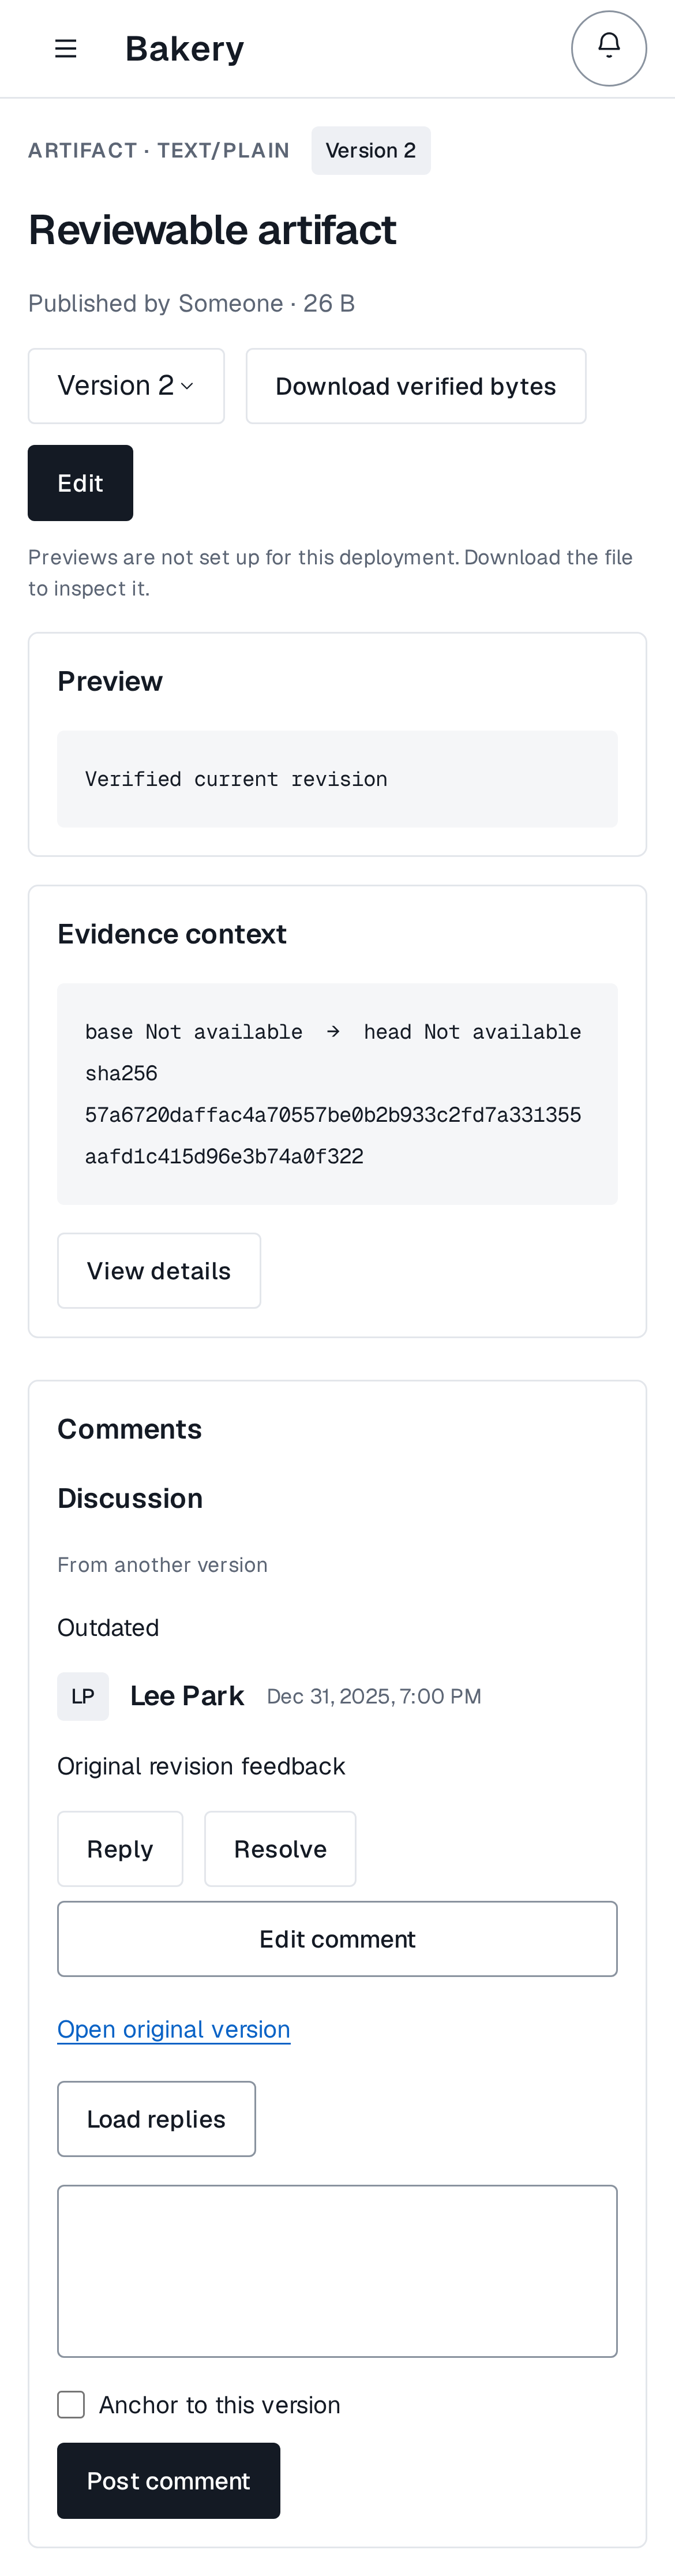 Bakery
ARTIFACT · TEXT/PLAIN Version 2
Reviewable artifact
Published by Someone · 26 B
Version 2 Download verified bytes
Edit
Previews are not set up for this deployment. Download the file
to inspect it.
Preview
Verified current revision
Evidence context
base Not available → head Not available
sha256
57a6720daffac4a70557be0b2b933c2fd7a331355
aafd1c415d96e3b74a0f322
View details
Comments
Discussion
From another version
Outdated
LP Lee Park Dec 31, 2025, 7:00 PM
Original revision feedback
Reply Resolve
Edit comment
Open original version
Load replies
Anchor to this version
Post comment